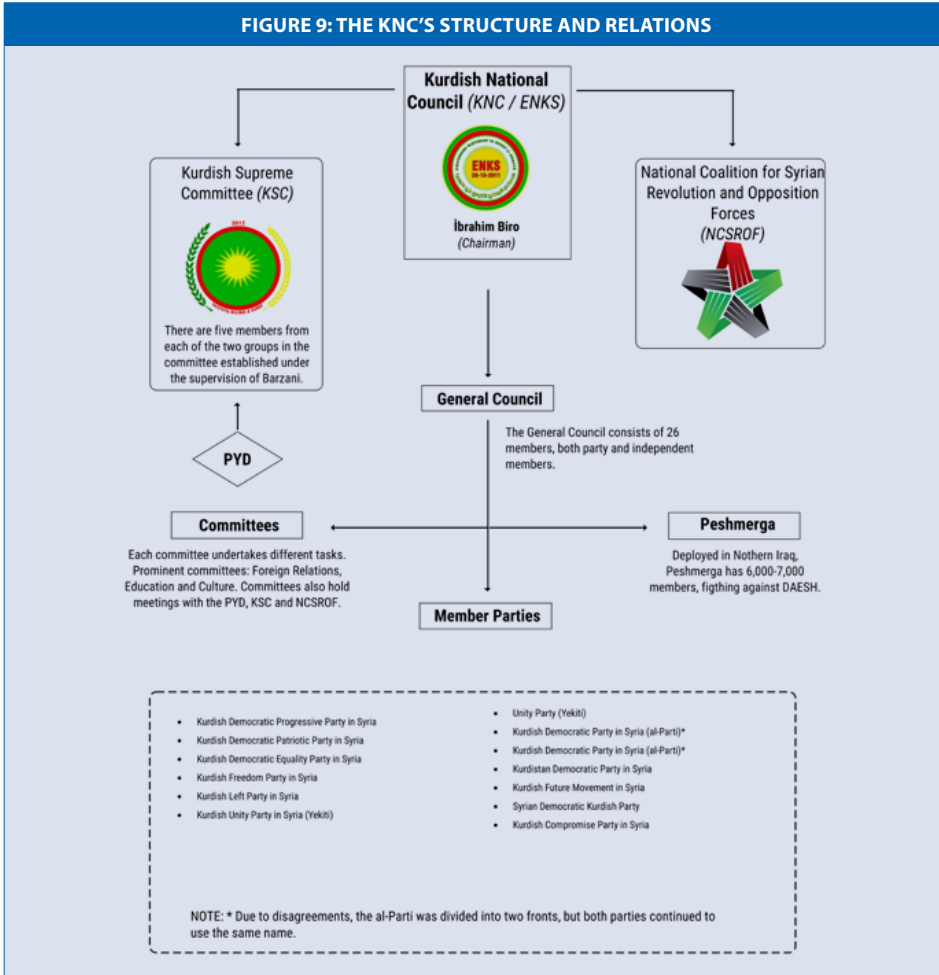 FIGURE 9: THE KNC'S STRUCTURE AND RELATIONS
Kurdish National
Council (KNC / ENKS)
ENKS
26-10-2011
İbrahim Biro
(Chairman)
Kurdish Supreme
Committee (KSC)
2012
There are five members from
each of the two groups in the
committee established under
the supervision of Barzani.
PYD
National Coalition for Syrian
Revolution and Opposition
Forces
(NCSROF)
General Council
The General Council consists of 26
members, both party and independent
members.
Committees
Each committee undertakes different tasks.
Prominent committees: Foreign Relations,
Education and Culture. Committees also hold
meetings with the PYD, KSC and NCSROF.
Peshmerga
Deployed in Nothern Iraq,
Peshmerga has 6,000-7,000
members, figthing against DAESH.
Member Parties
• Kurdish Democratic Progressive Party in Syria
• Kurdish Democratic Patriotic Party in Syria
• Kurdish Democratic Equality Party in Syria
• Kurdish Freedom Party in Syria
• Kurdish Left Party in Syria
• Kurdish Unity Party in Syria (Yekiti)
• Unity Party (Yekiti)
• Kurdish Democratic Party in Syria (al-Parti)*
• Kurdish Democratic Party in Syria (al-Parti)*
• Kurdistan Democratic Party in Syria
• Kurdish Future Movement in Syria
• Syrian Democratic Kurdish Party
• Kurdish Compromise Party in Syria
NOTE: * Due to disagreements, the al-Parti was divided into two fronts, but both parties continued to
use the same name.